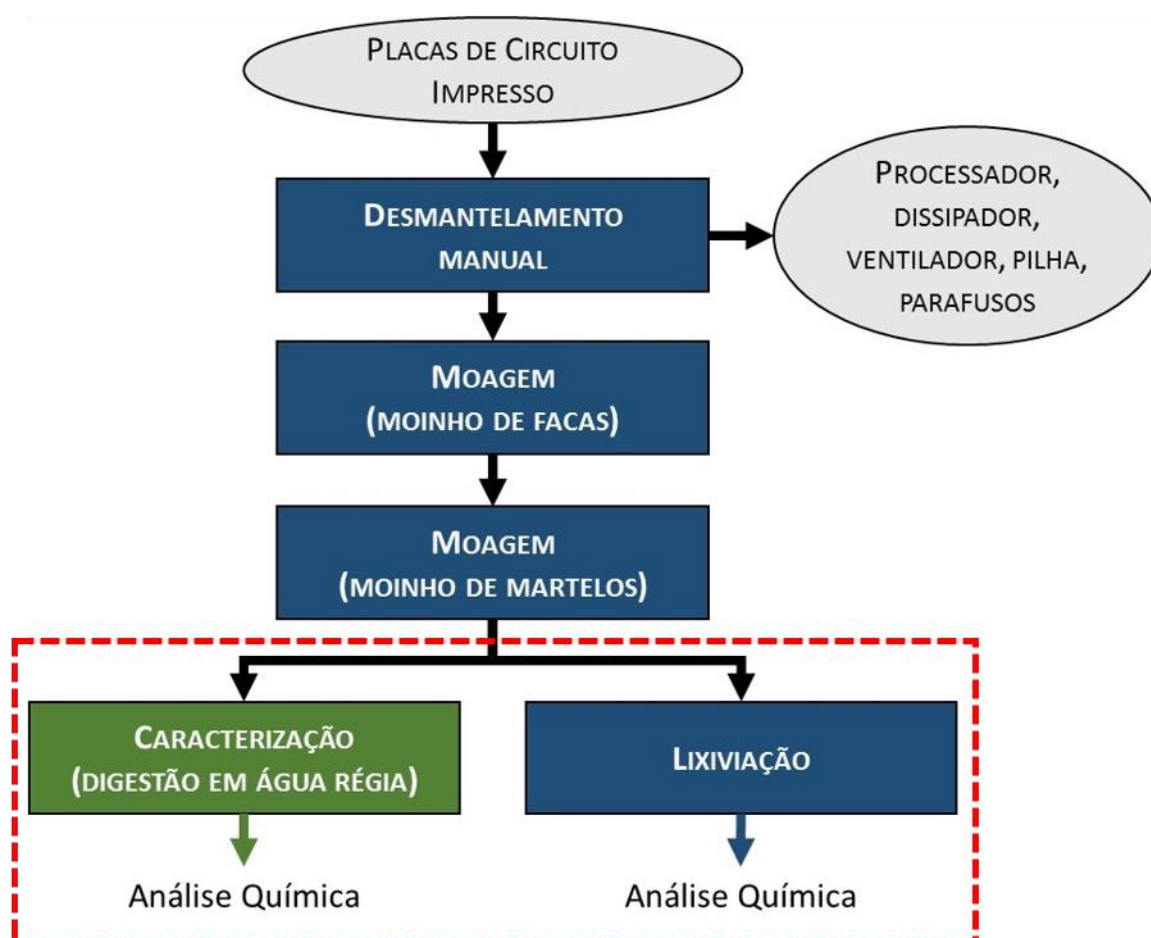 PLACAS DE CIRCUITO
IMPRESSO
DESMANTELAMENTO
MANUAL
PROCESSADOR,
DISSIPADOR,
VENTILADOR, PILHA,
PARAFUSOS
MOAGEM
(MOINHO DE FACAS)
MOAGEM
(MOINHO DE MARTELOS)
CARACTERIZAÇÃO
(DIGESTÃO EM ÁGUA RÉGIA)
LIXIVIAÇÃO
Análise Química
Análise Química